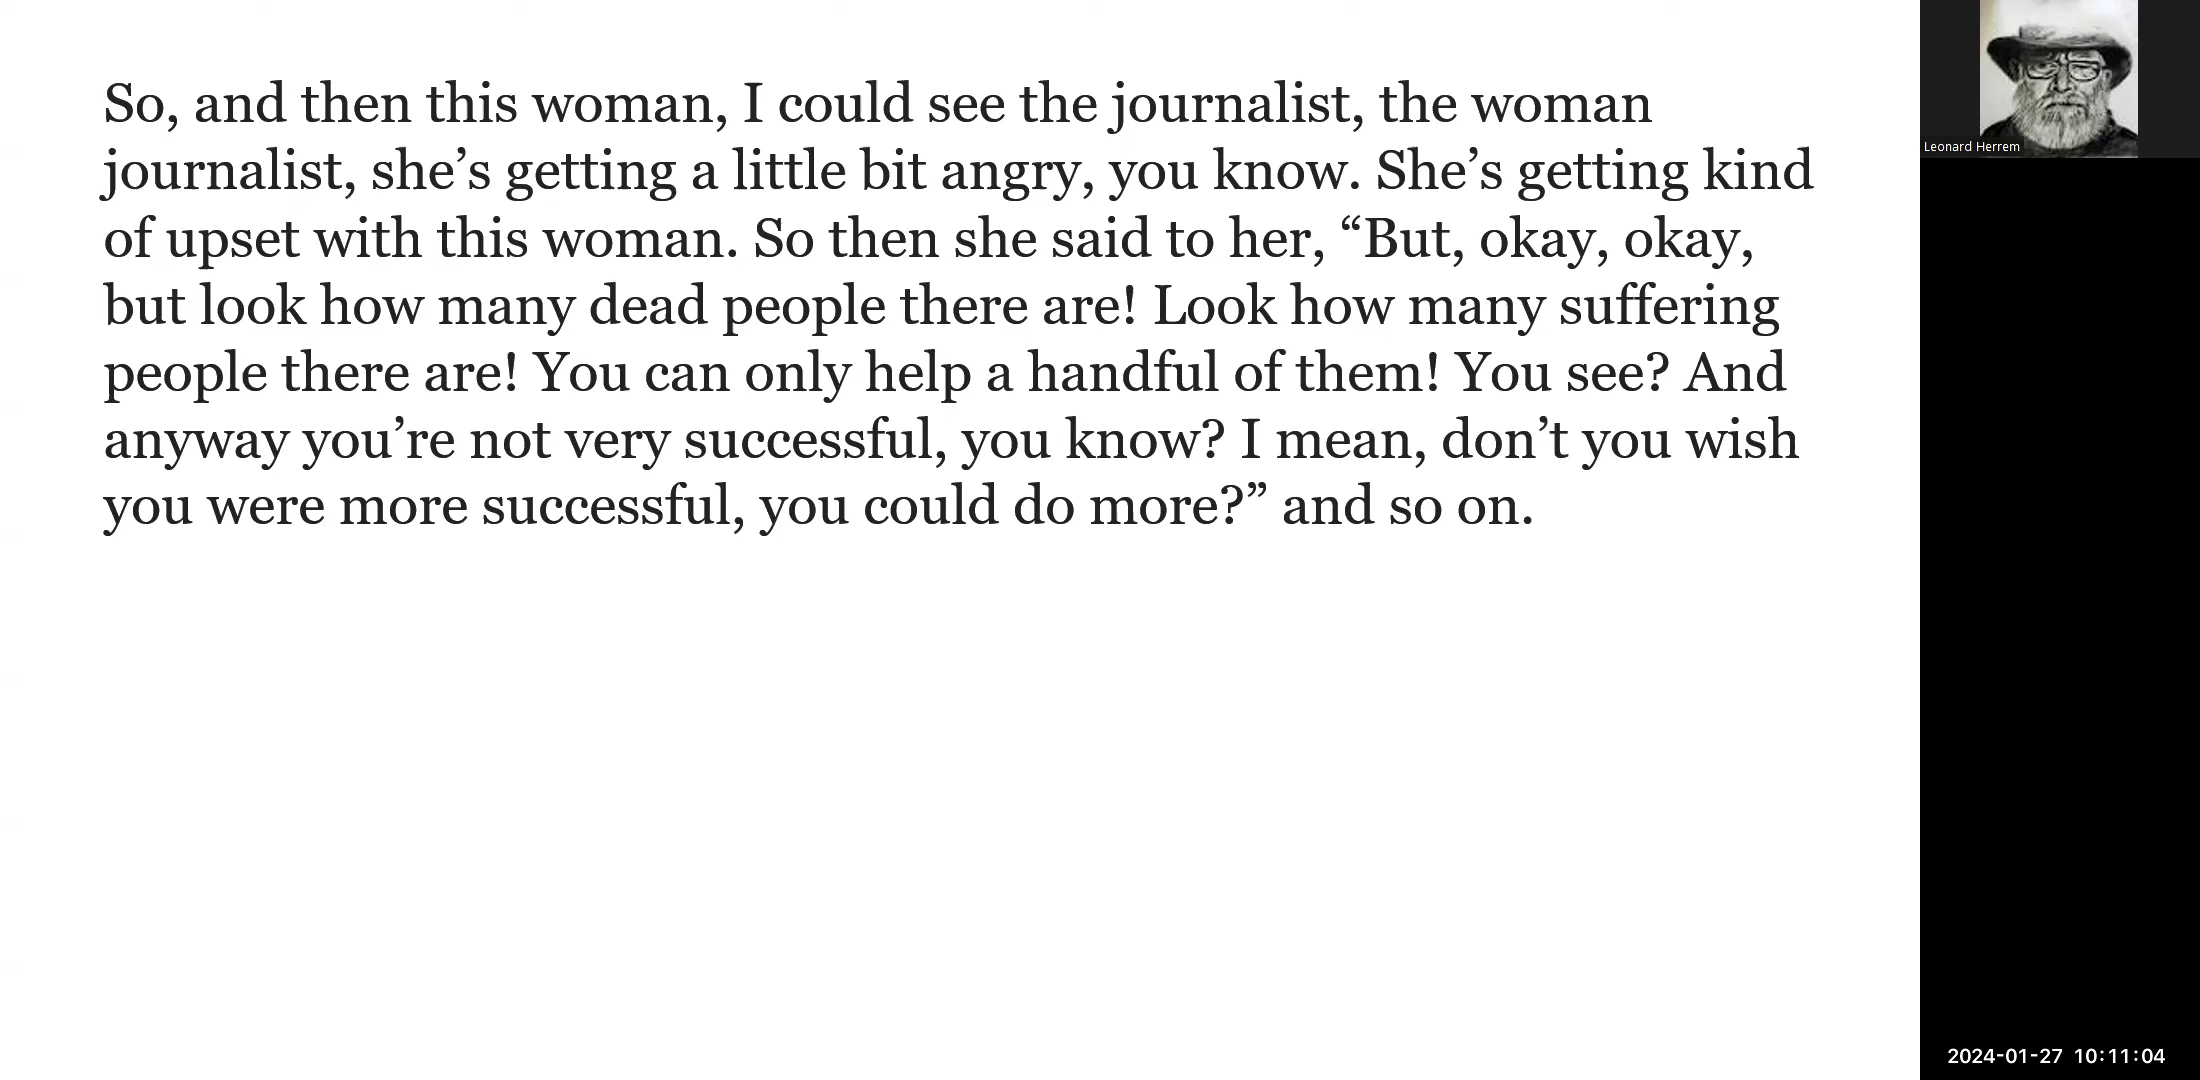 So, and then this woman, I could see the journalist, the woman
journalist, she’s getting a little bit angry, you know. She’s getting kind
of upset with this woman. So then she said to her, “But, okay, okay,
but look how many dead people there are! Look how many suffering
people there are! You can only help a handful of them! You see? And
anyway you’re not very successful, you know? I mean, don’t you wish
you were more successful, you could do more?” and so on.
Leonard Herrem
2024-01-27 10:11:04